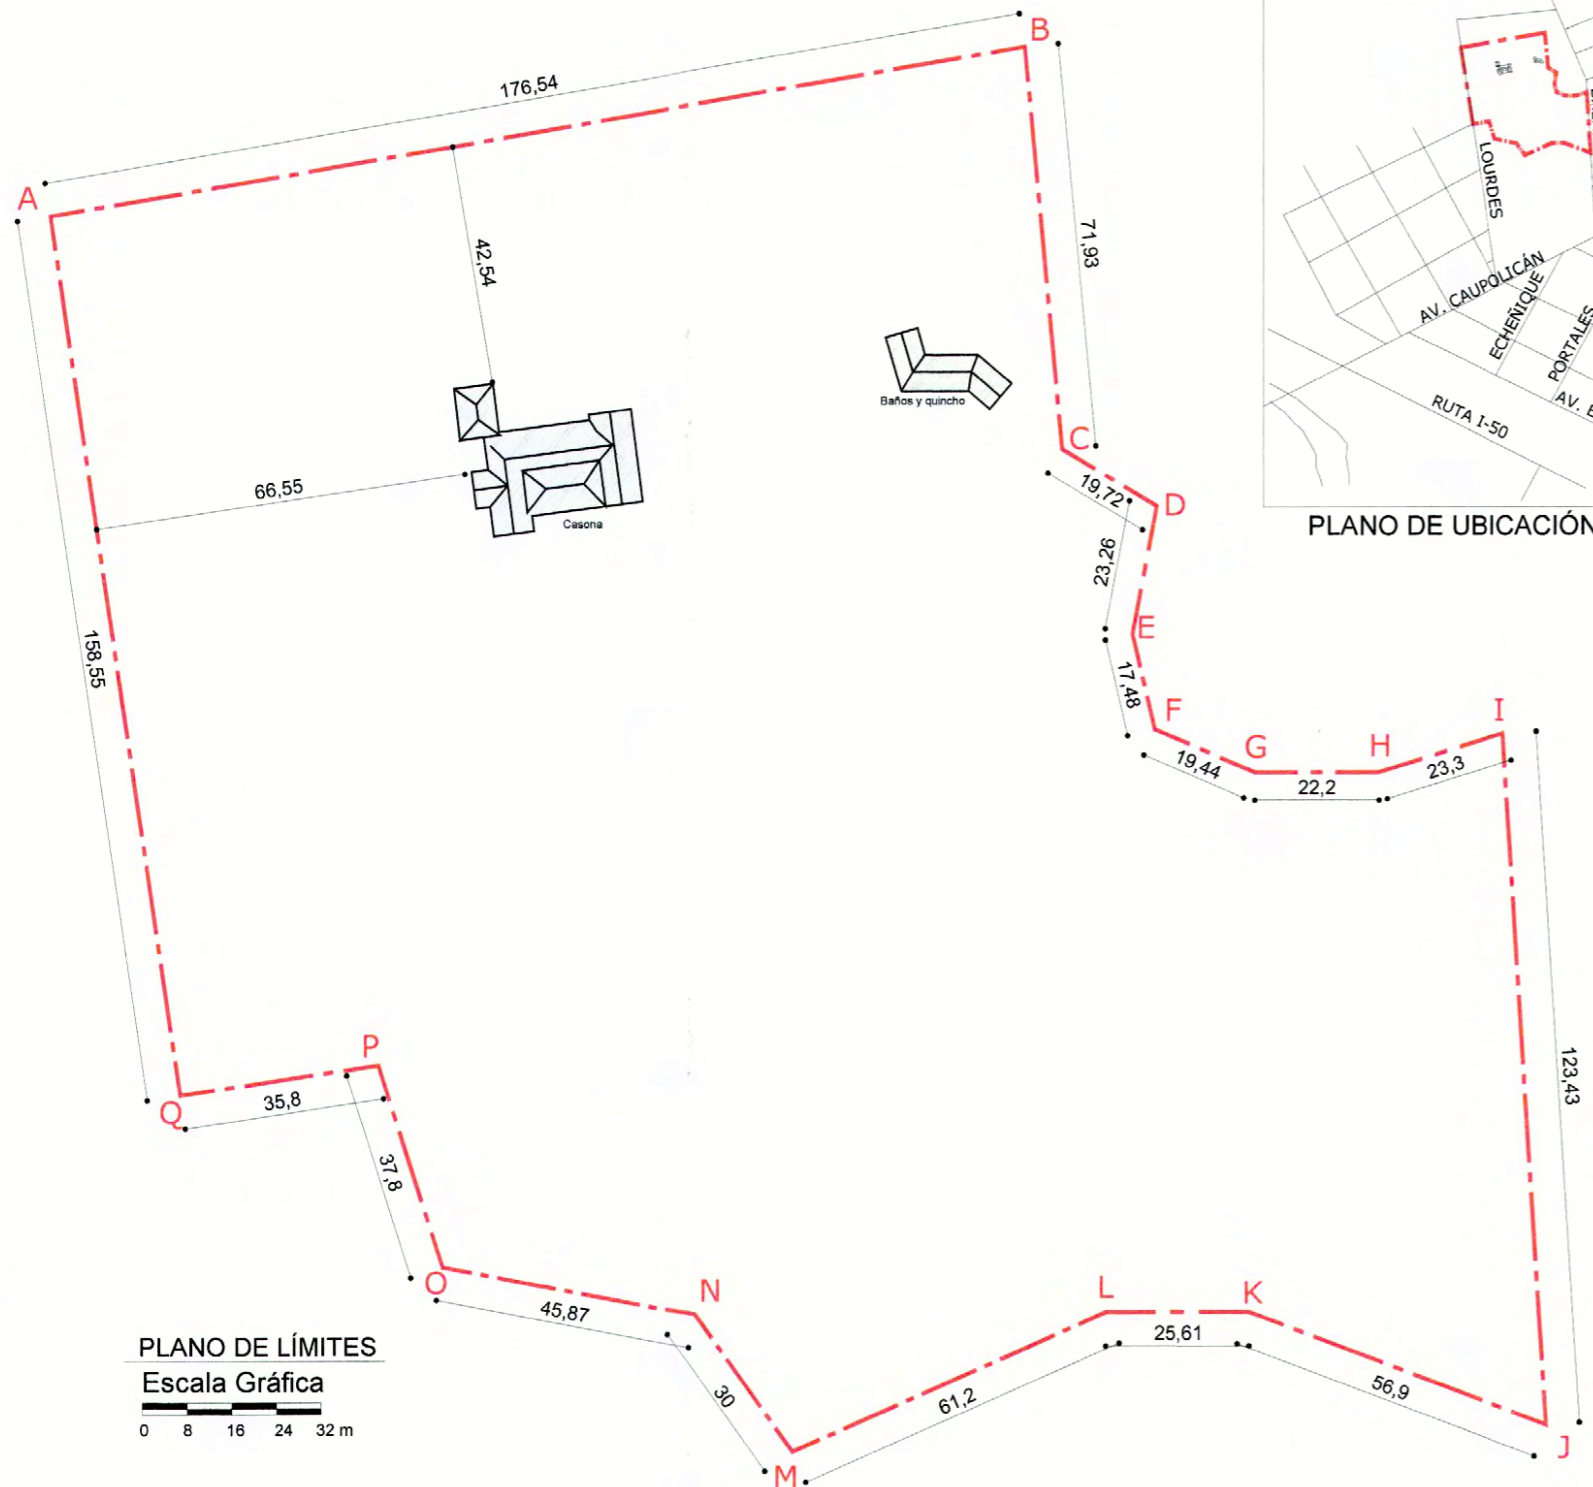 A
B
176,54
42,54
71,93
66,55
Casona
Baños y quincho
C
19,72
D
23,26
E
17,48
F
19,44
G
22,2
H
23,3
I
158,55
123,43
P
Q
35,8
37,8
O
45,87
N
30
M
61,2
L
25,61
K
56,9
J
LOURDES
AV. CAUPOLICÁN
ECHEÑIQUE
PORTALES
RUTA I-50
AV.
PLANO DE UBICACIÓN
PLANO DE LÍMITES
Escala Gráfica
0 8 16 24 32 m